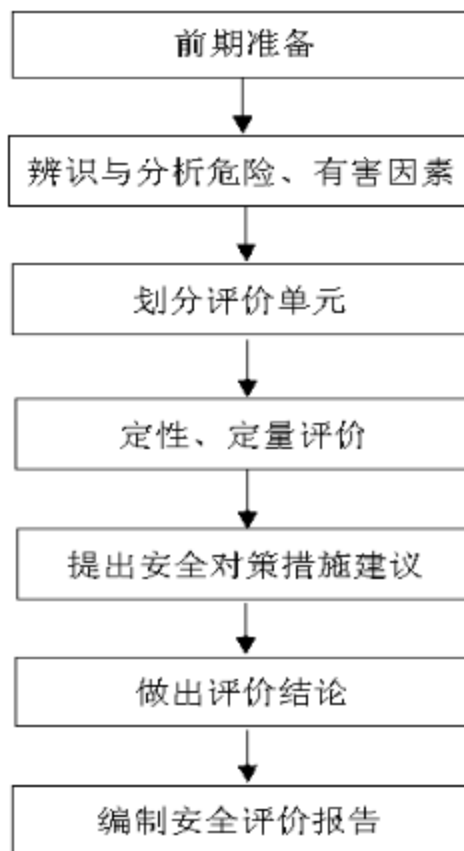 前期准备
辨识与分析危险、有害因素
划分评价单元
定性、定量评价
提出安全对策措施建议
做出评价结论
编制安全评价报告